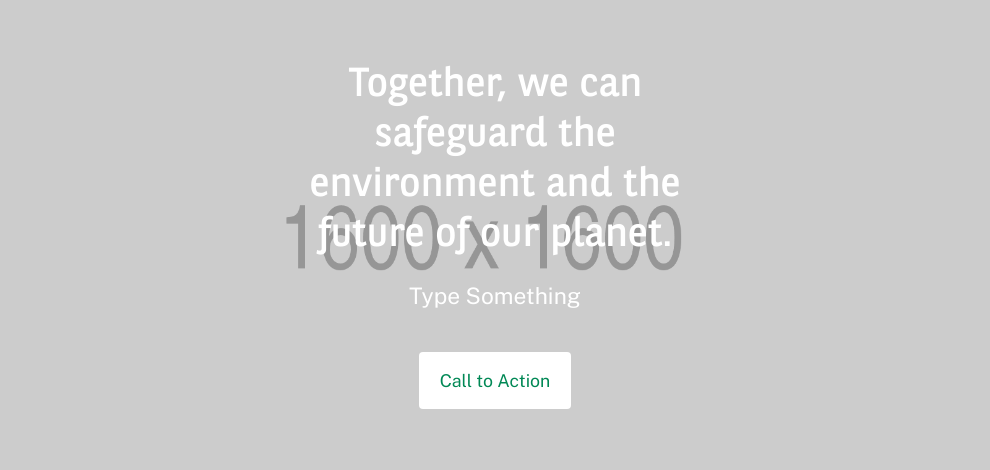 Together, we can
safeguard the
environment and the
future of our planet.
1600 x 1600
Type Something
Call to Action